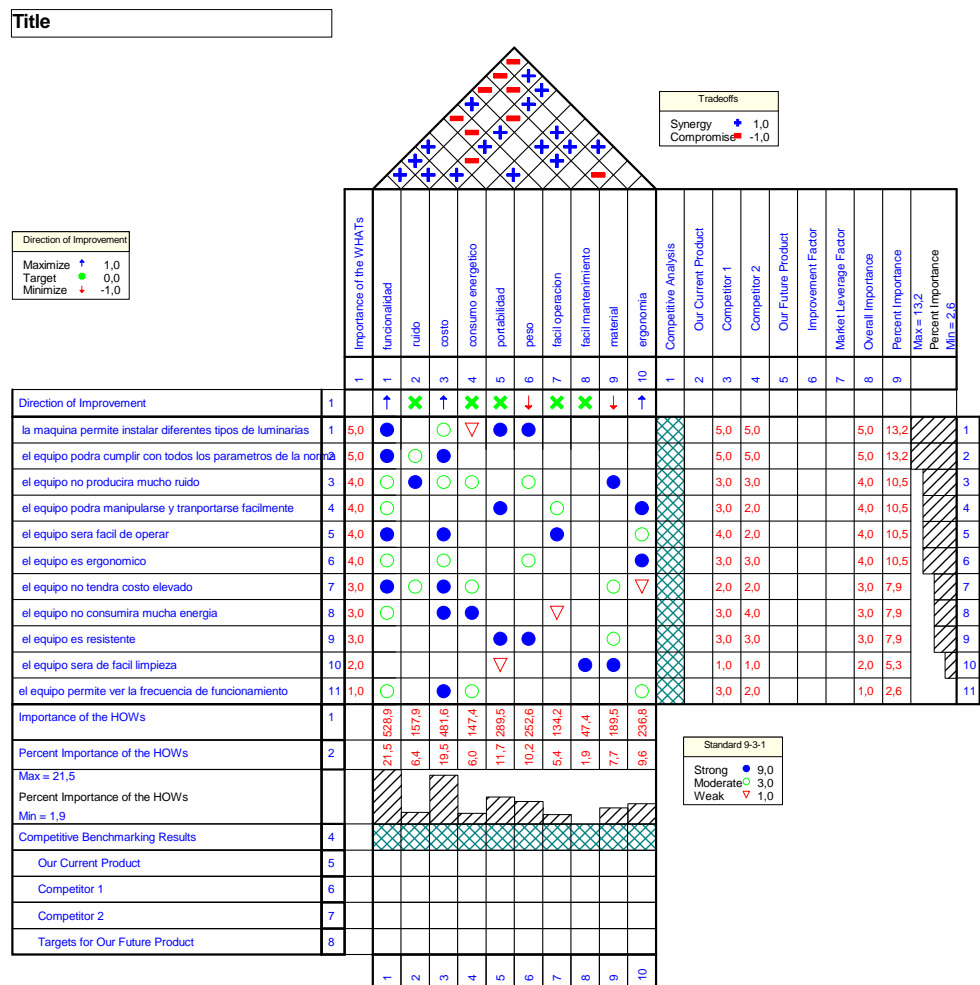 Title
Tradeoffs
Synergy 1,0
Compromise -1,0
Direction of Improvement
Maximize 1,0
Target 0,0
Minimize -1,0
Importance of the WHATs
funcionalidad
ruido
costo
consumo energetico
portabilidad
peso
facil operacion
facil mantenimiento
material
ergonomia
Competitive Analysis
Our Current Product
Competitor 1
Competitor 2
Our Future Product
Improvement Factor
Market Leverage Factor
Overall Importance
Percent Importance
Max = 13,2
Percent Importance
Min = 2,6
1 1 2 3 4 5 6 7 8 9 10 1 2 3 4 5 6 7 8 9
Direction of Improvement 1
la maquina permite instalar diferentes tipos de luminarias 1 5,0 5,0 5,0 5,0 13,2 1
el equipo podra cumplir con todos los parametros de la norma 2 5,0 5,0 5,0 5,0 13,2 2
el equipo no producira mucho ruido 3 4,0 3,0 3,0 4,0 10,5 3
el equipo podra manipularse y tranportarse facilmente 4 4,0 3,0 2,0 4,0 10,5 4
el equipo sera facil de operar 5 4,0 4,0 2,0 4,0 10,5 5
el equipo es ergonomico 6 4,0 3,0 3,0 4,0 10,5 6
el equipo no tendra costo elevado 7 3,0 2,0 2,0 3,0 7,9 7
el equipo no consumira mucha energia 8 3,0 3,0 4,0 3,0 7,9 8
el equipo es resistente 9 3,0 3,0 3,0 3,0 7,9 9
el equipo sera de facil limpieza 10 2,0 1,0 1,0 2,0 5,3 10
el equipo permite ver la frecuencia de funcionamiento 11 1,0 3,0 2,0 1,0 2,6 11
Importance of the HOWs 1 528,9 157,9 481,6 147,4 289,5 252,6 134,2 47,4 189,5 236,8
Percent Importance of the HOWs 2 21,5 6,4 19,5 6,0 11,7 10,2 5,4 1,9 7,7 9,6
Max = 21,5
Percent Importance of the HOWs
Min = 1,9
Standard 9-3-1
Strong 9,0
Moderate 3,0
Weak 1,0
Competitive Benchmarking Results 4
Our Current Product 5
Competitor 1 6
Competitor 2 7
Targets for Our Future Product 8
1 2 3 4 5 6 7 8 9 10